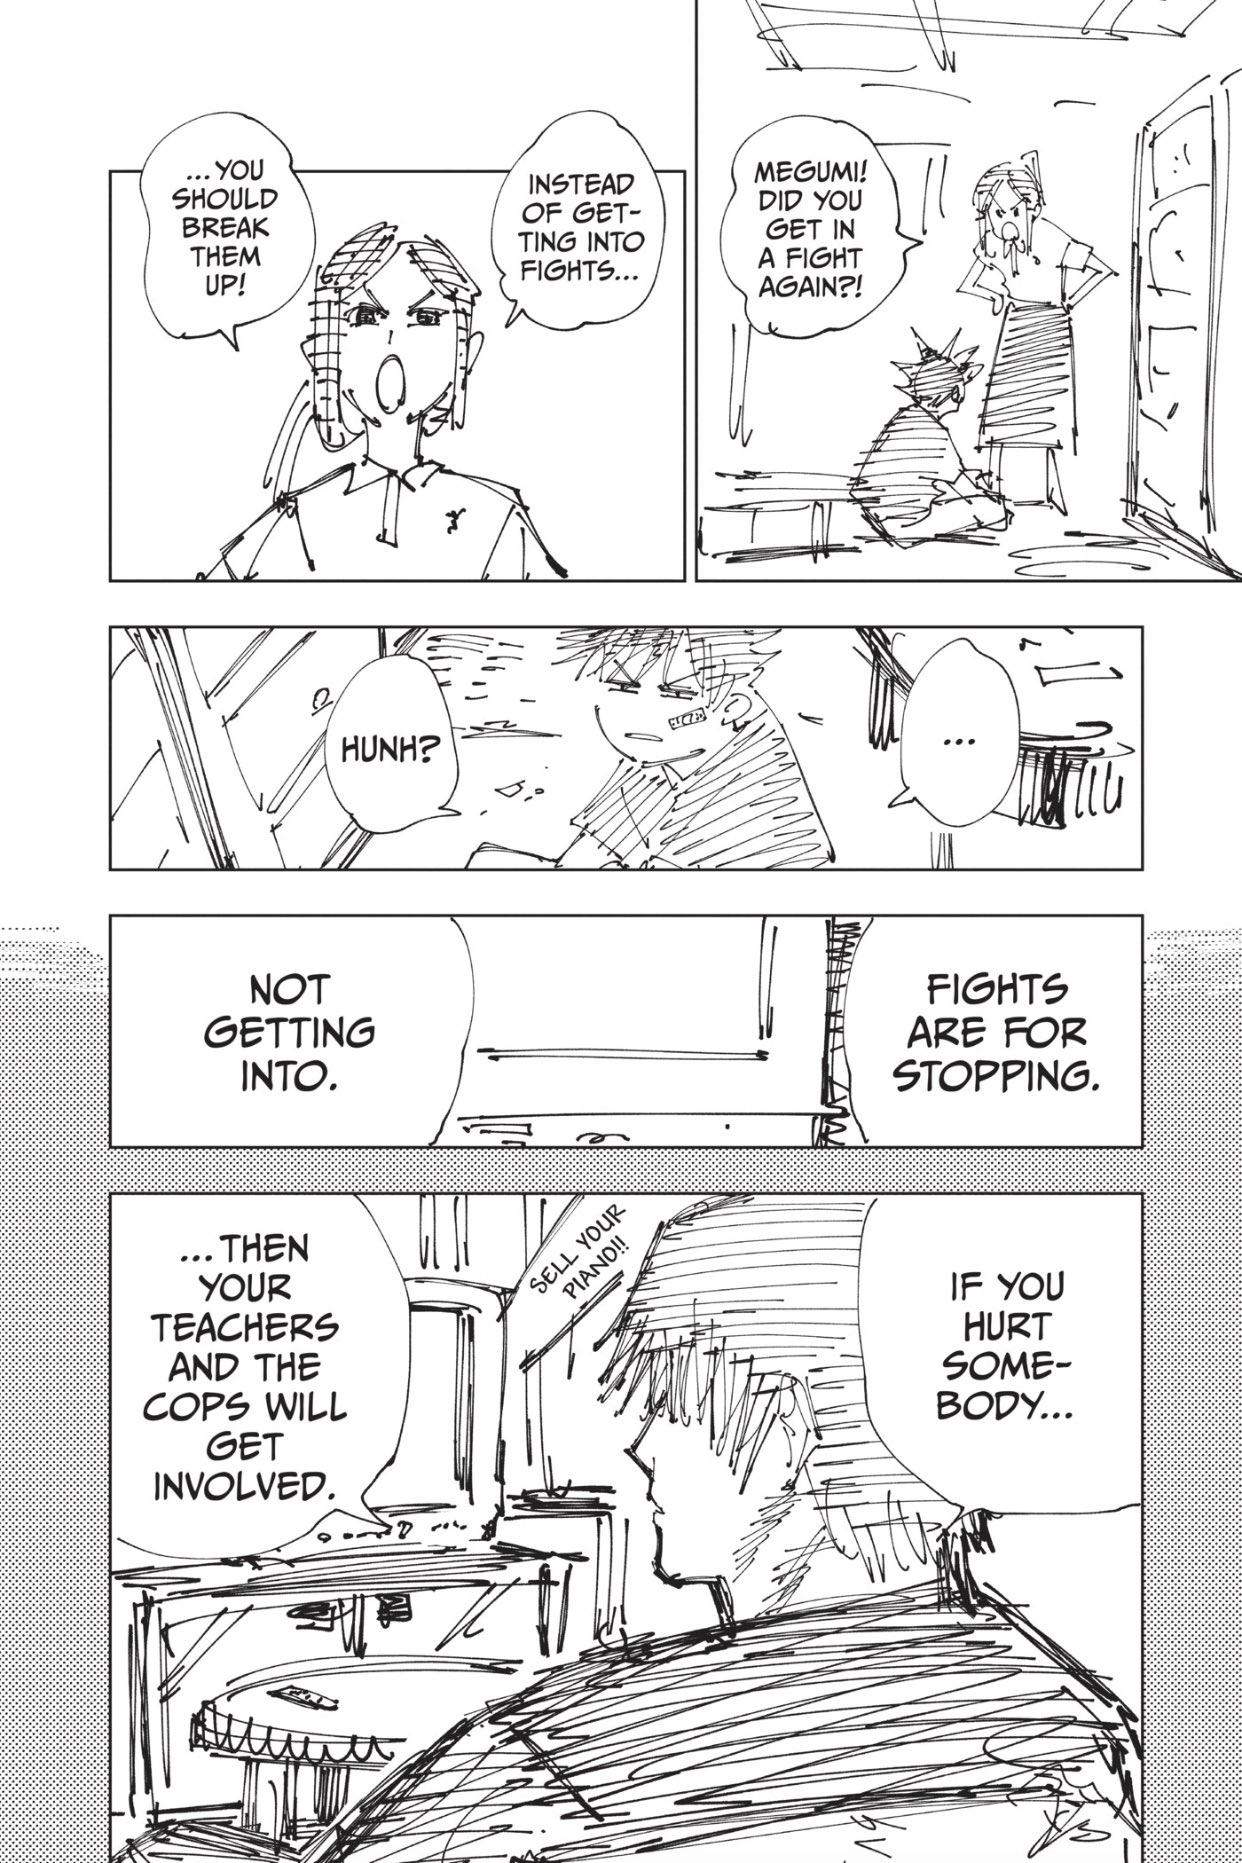 MEGUMI!
DID YOU
GET IN
A FIGHT
AGAIN?!
INSTEAD
OF GET-
TING INTO
FIGHTS...
...YOU
SHOULD
BREAK
THEM
UP!
...
HUNH?
FIGHTS
ARE FOR
STOPPING.
NOT
GETTING
INTO.
IF YOU
HURT
SOME-
BODY...
SELL YOUR
PIANO!!
...THEN
YOUR
TEACHERS
AND THE
COPS WILL
GET
INVOLVED.